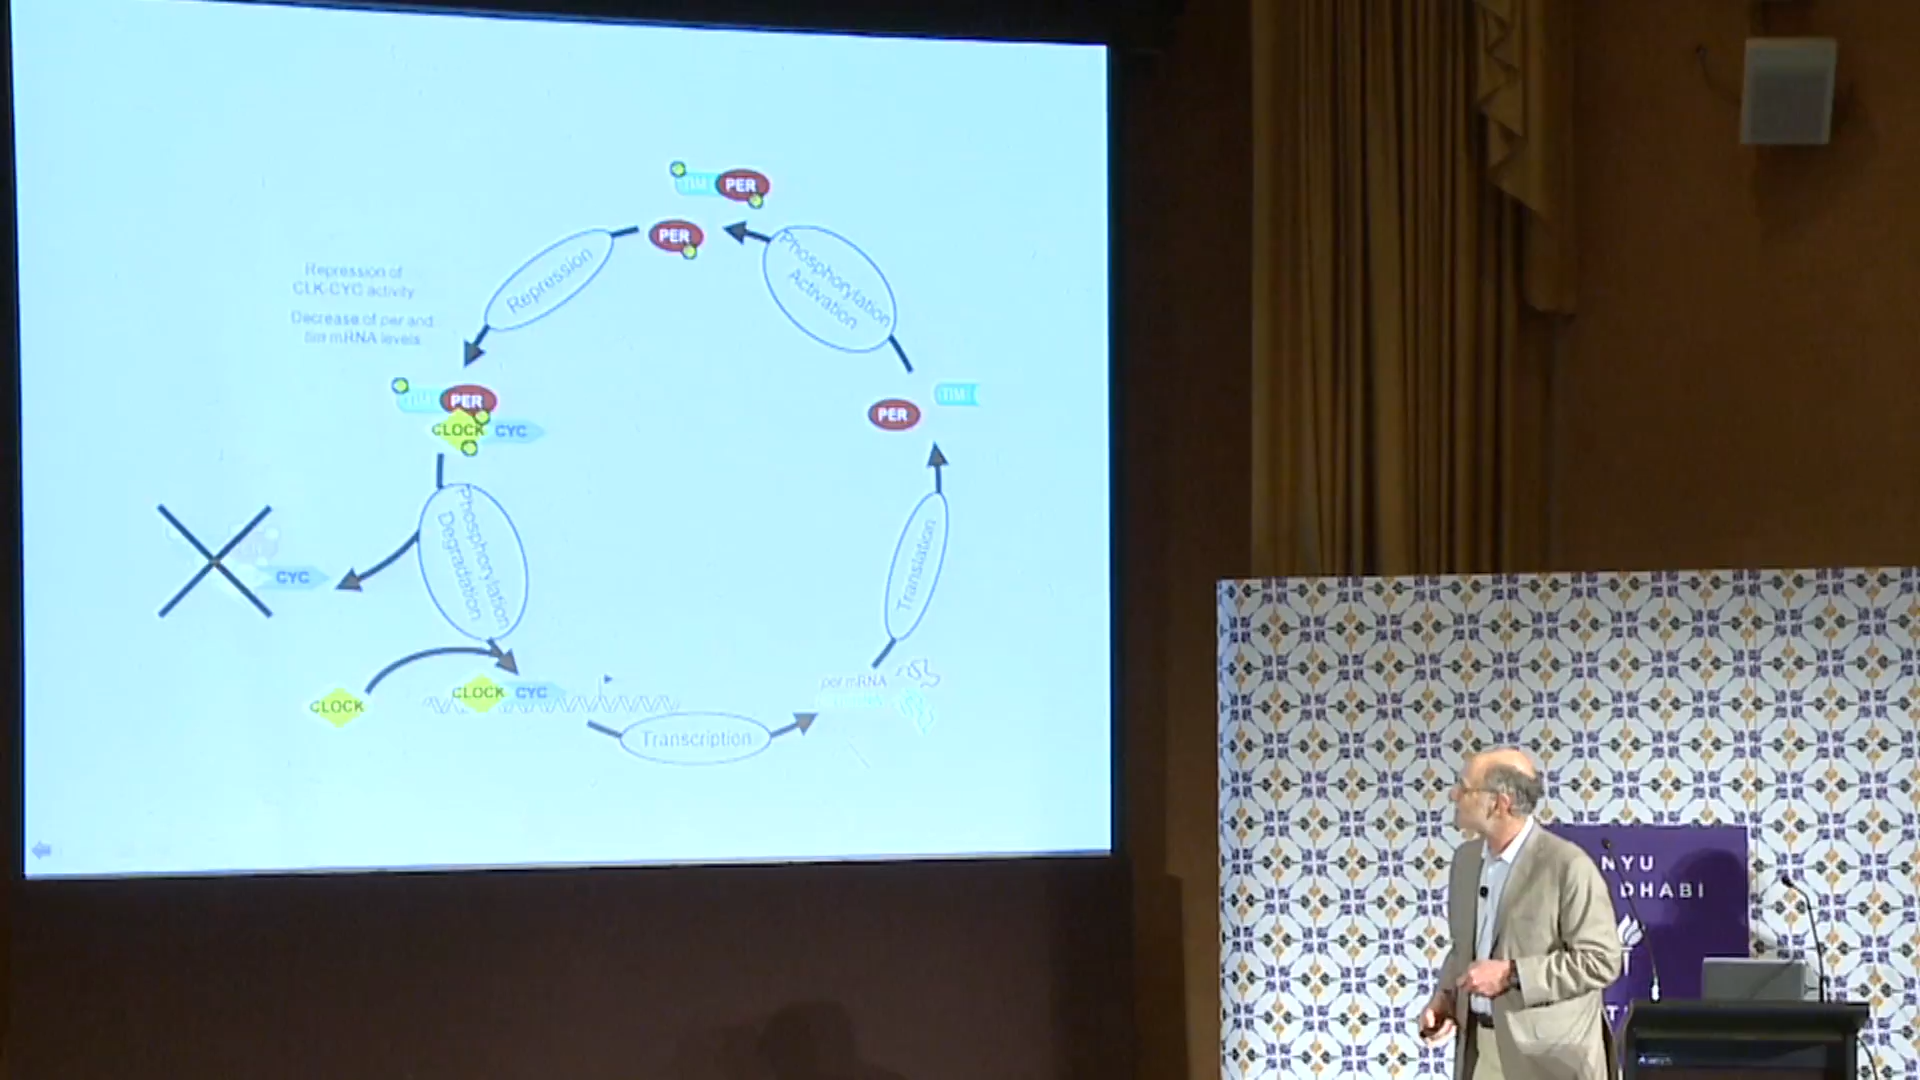 TIM PER
PER
Phosphorylation
Activation
Repression
Repression of
CLK-CYC activity
Decrease of per and
tim mRNA levels
TIM PER
CLOCK CYC
PER TIM
Phosphorylation
Degradation
Translation
CYC
CLOCK
CLOCK CYC
per mRNA
Transcription
NYU
DHABI